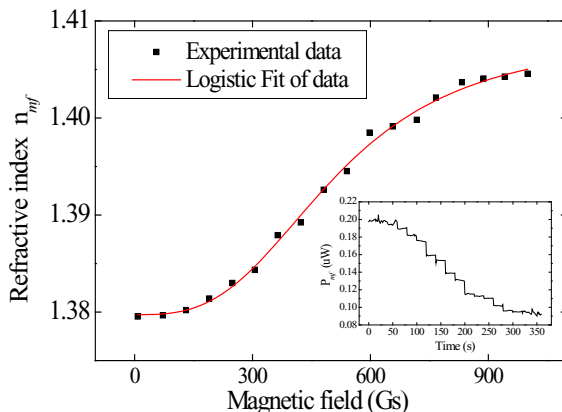 1.41
1.40
1.39
1.38
Refractive index n_mf
Experimental data
Logistic Fit of data
0.22
0.20
0.18
0.16
0.14
0.12
0.10
0.08
P_mf (uW)
0 50 100 150 200 250 300 350
Time (s)
0 300 600 900
Magnetic field (Gs)